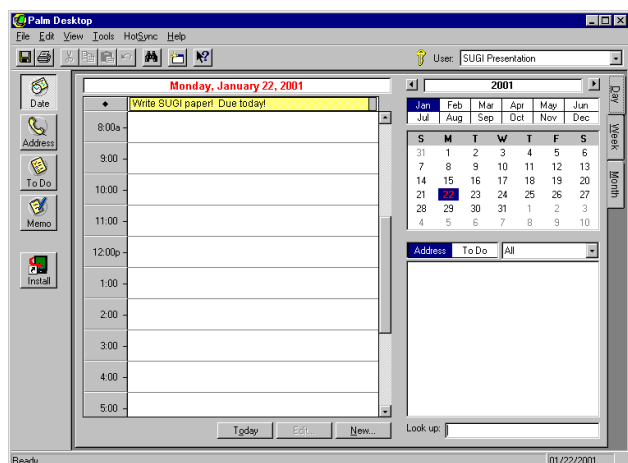 Palm Desktop
File Edit View Tools HotSync Help
User: SUGI Presentation
Date
Address
To Do
Memo
Install
Monday, January 22, 2001
Write SUGI paper! Due today!
8:00a
9:00
10:00
11:00
12:00p
1:00
2:00
3:00
4:00
5:00
Today Edit... New...
2001
Jan Feb Mar Apr May Jun
Jul Aug Sep Oct Nov Dec
S M T W T F S
31 1 2 3 4 5 6
7 8 9 10 11 12 13
14 15 16 17 18 19 20
21 22 23 24 25 26 27
28 29 30 31 1 2 3
4 5 6 7 8 9 10
Address To Do All
Look up:
Day
Week
Month
Ready
01/22/2001